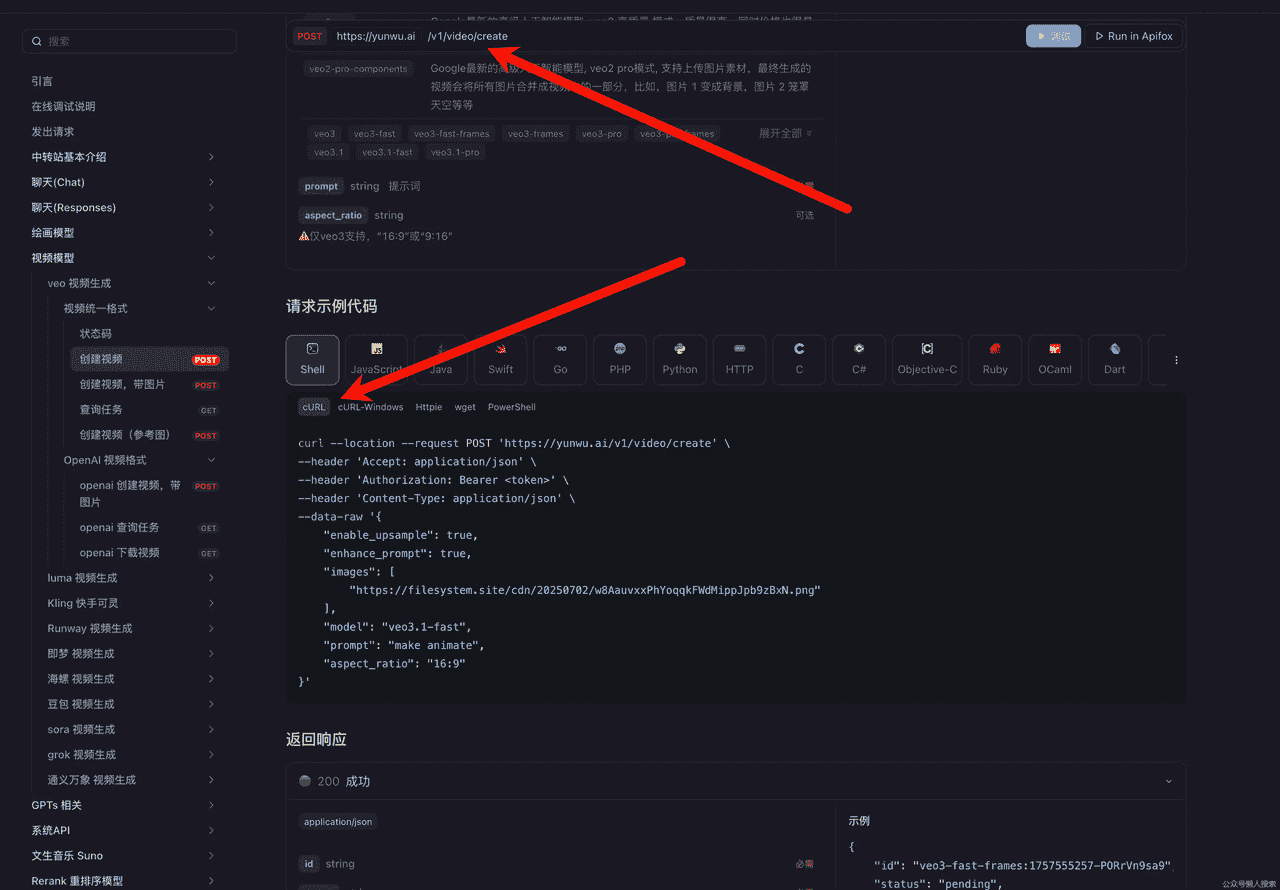 搜索
引言
在线调试说明
发出请求
中转站基本介绍
聊天(Chat)
聊天(Responses)
绘画模型
视频模型
veo 视频生成
视频统一格式
状态码
创建视频 POST
创建视频，带图片 POST
查询任务 GET
创建视频（参考图） POST
OpenAI 视频格式
openai 创建视频，带图片 POST
openai 查询任务 GET
openai 下载视频 GET
luma 视频生成
Kling 快手可灵
Runway 视频生成
即梦 视频生成
海螺 视频生成
豆包 视频生成
sora 视频生成
grok 视频生成
通义万象 视频生成
GPTs 相关
系统API
文生音乐 Suno
Rerank 重排序模型
POST https://yunwu.ai /v1/video/create
Run in Apifox
veo2-pro-components
Google最新的高级人工智能模型, veo2 pro模式, 支持上传图片素材，最终生成的
视频会将所有图片合并成视频的一部分，比如，图片 1 变成背景，图片 2 笼罩
天空等等
veo3 veo3-fast veo3-fast-frames veo3-frames veo3-pro 展开全部
veo3.1 veo3.1-fast veo3.1-pro
prompt string 提示词
aspect_ratio string 可选
仅veo3支持，“16:9”或“9:16”
请求示例代码
Shell JavaScript Java Swift Go PHP Python HTTP C C# Objective-C Ruby OCaml Dart
cURL cURL-Windows Httpie wget PowerShell
curl --location --request POST 'https://yunwu.ai/v1/video/create' \
--header 'Accept: application/json' \
--header 'Authorization: Bearer <token>' \
--header 'Content-Type: application/json' \
--data-raw '{
"enable_upsample": true,
"enhance_prompt": true,
"images": [
"https://filesystem.site/cdn/20250702/w8AauvxxPhYoqqkFWdMippJpb9zBxN.png"
],
"model": "veo3.1-fast",
"prompt": "make animate",
"aspect_ratio": "16:9"
}'
返回响应
200 成功
application/json
id string 必需
示例
{
"id": "veo3-fast-frames:1757555257-PORrVn9sa9",
"status": "pending",
公众号懒人搜索